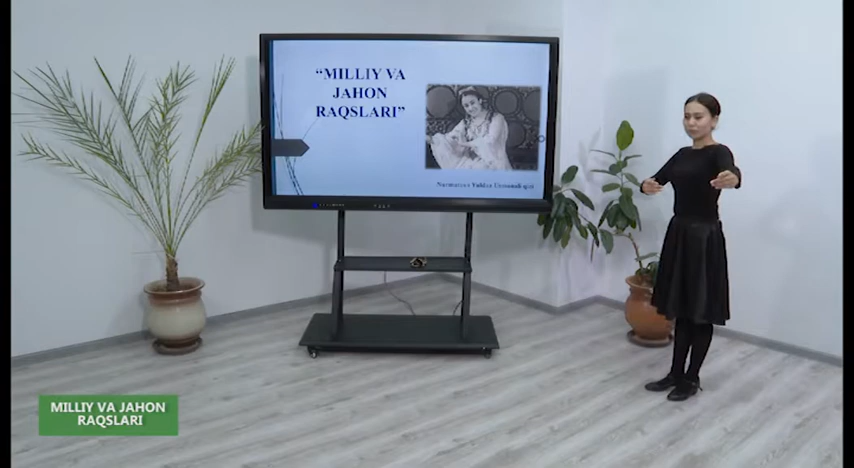 “MILLIY VA
JAHON
RAQSLARI”
MILLIY VA JAHON
RAQSLARI